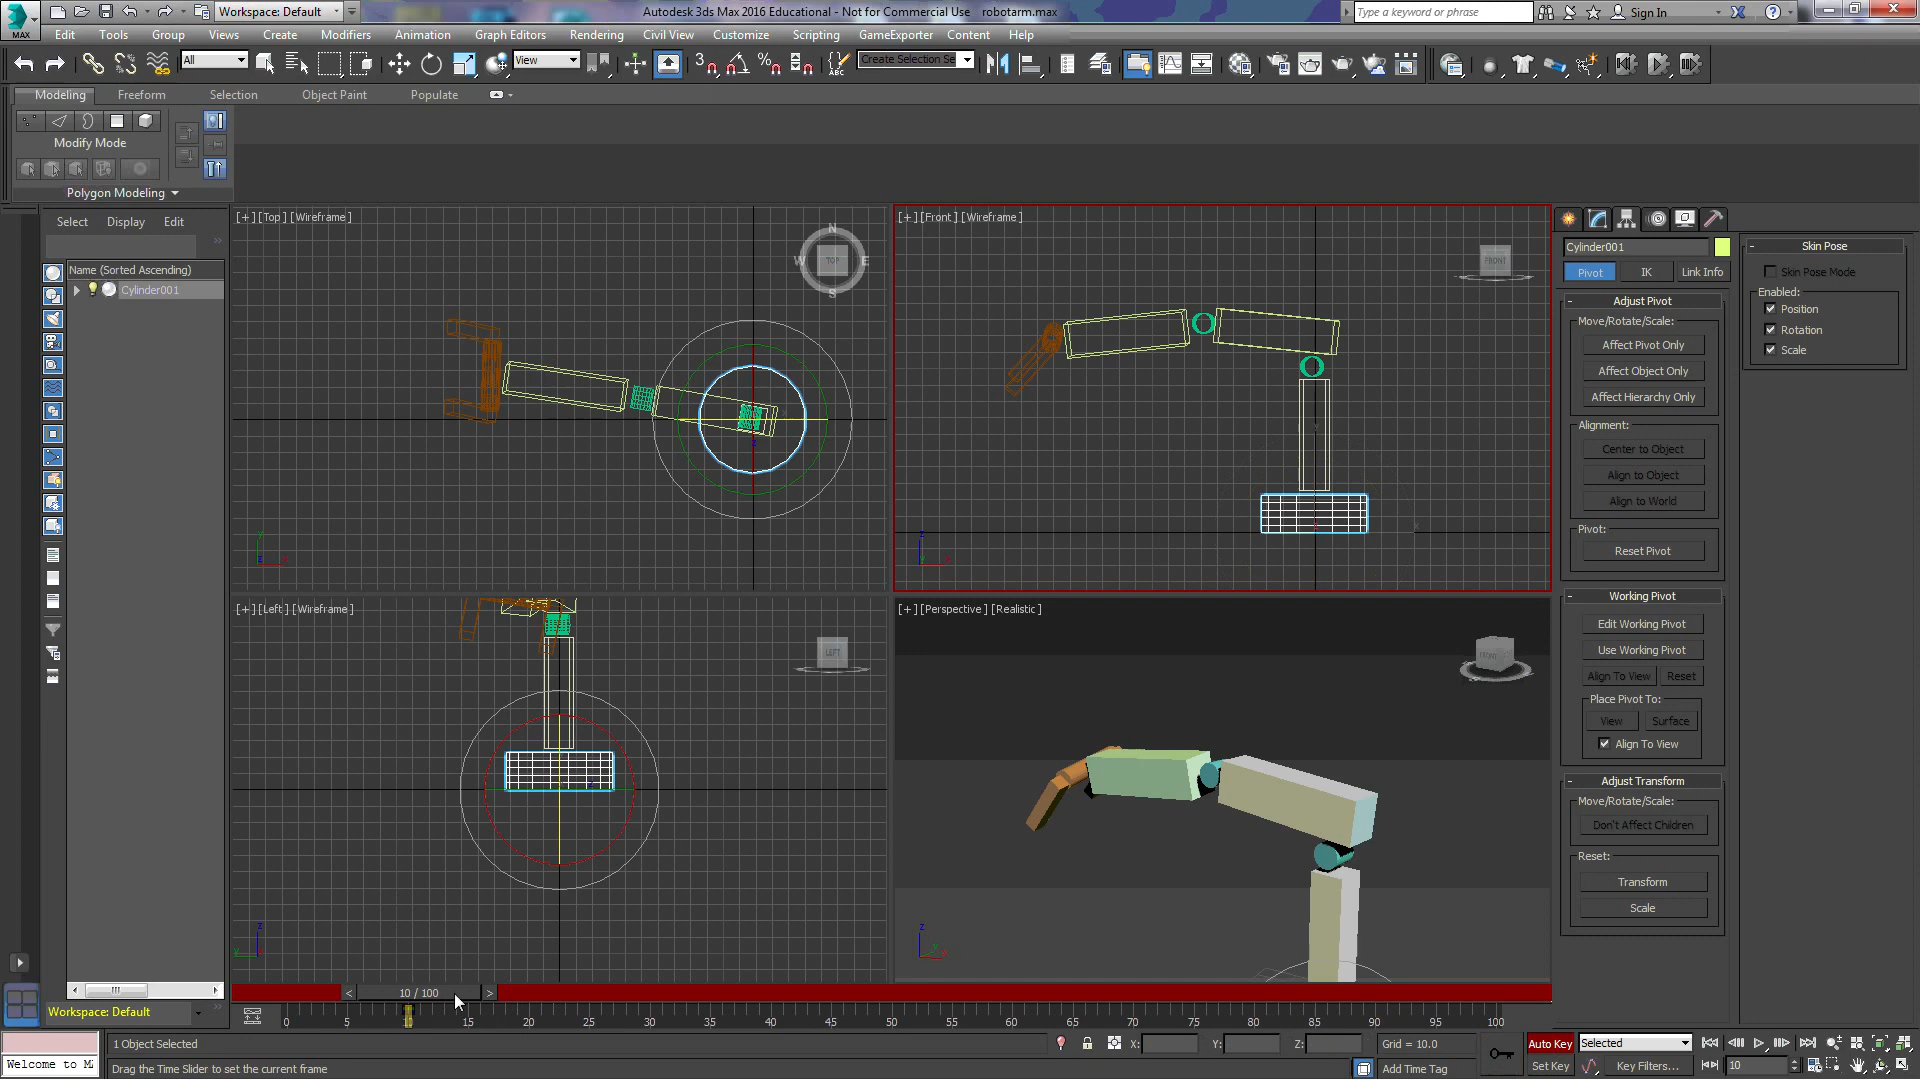 Workspace: Default
Autodesk 3ds Max 2016 Educational - Not for Commercial Use robotarm.max
Type a keyword or phrase
Sign In
MAX
Edit Tools Group Views Create Modifiers Animation Graph Editors Rendering Civil View Customize Scripting GameExporter Content Help
All
View
Create Selection Se
Modeling Freeform Selection Object Paint Populate
Modify Mode
Polygon Modeling
Select Display Edit
Name (Sorted Ascending)
Cylinder001
[+] [Top] [Wireframe]
N
W TOP E
S
[+] [Front] [Wireframe]
FRONT
[+] [Left] [Wireframe]
LEFT
[+] [Perspective] [Realistic]
Cylinder001
Pivot IK Link Info
Adjust Pivot
Move/Rotate/Scale:
Affect Pivot Only
Affect Object Only
Affect Hierarchy Only
Alignment:
Center to Object
Align to Object
Align to World
Pivot:
Reset Pivot
Working Pivot
Edit Working Pivot
Use Working Pivot
Align To View Reset
Place Pivot To:
View Surface
Align To View
Adjust Transform
Move/Rotate/Scale:
Don't Affect Children
Reset:
Transform
Scale
Skin Pose
Skin Pose Mode
Enabled:
Position
Rotation
Scale
< 10 / 100 >
Workspace: Default
0 5 15 20 25 30 35 40 45 50 55 60 65 70 75 80 85 90 95 100
1 Object Selected
X: Y: Z: Grid = 10.0
Auto Key Selected
Welcome to M
Drag the Time Slider to set the current frame
Add Time Tag
Set Key Key Filters... 10